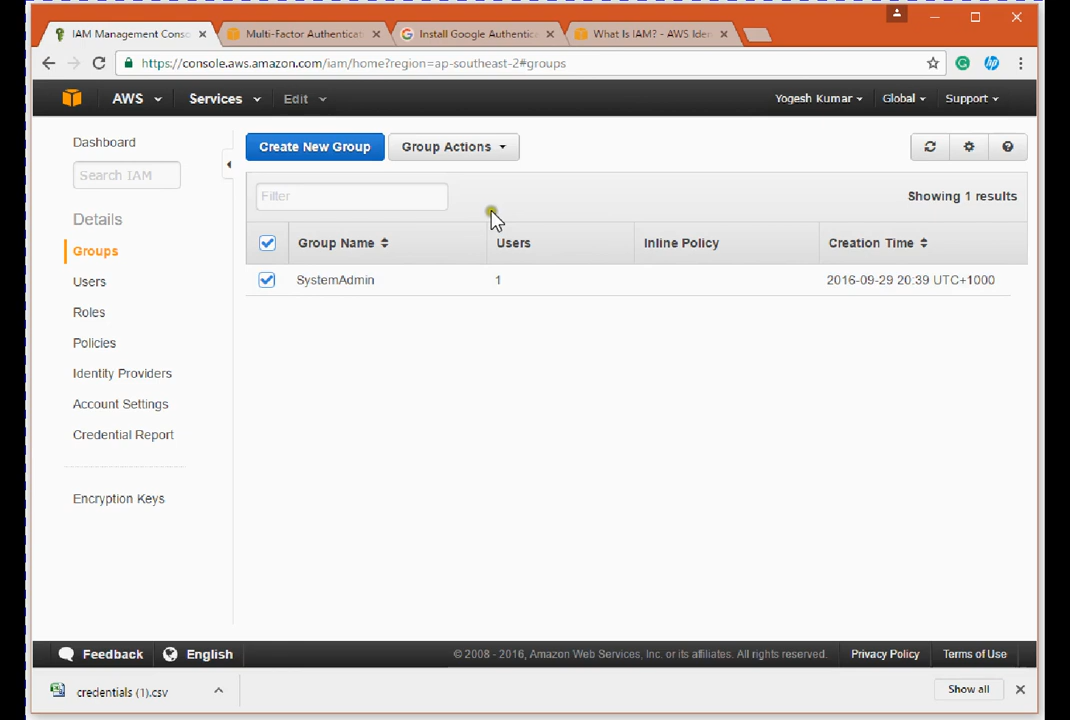 IAM Management Conso
Multi-Factor Authenticat
Install Google Authentic
What Is IAM? - AWS Iden
https://console.aws.amazon.com/iam/home?region=ap-southeast-2#groups
AWS
Services
Edit
Yogesh Kumar
Global
Support
Dashboard
Search IAM
Details
Groups
Users
Roles
Policies
Identity Providers
Account Settings
Credential Report
Encryption Keys
Create New Group
Group Actions
Filter
Showing 1 results
Group Name Users Inline Policy Creation Time
SystemAdmin 1 2016-09-29 20:39 UTC+1000
Feedback
English
© 2008 - 2016, Amazon Web Services, Inc. or its affiliates. All rights reserved.
Privacy Policy
Terms of Use
credentials (1).csv
Show all